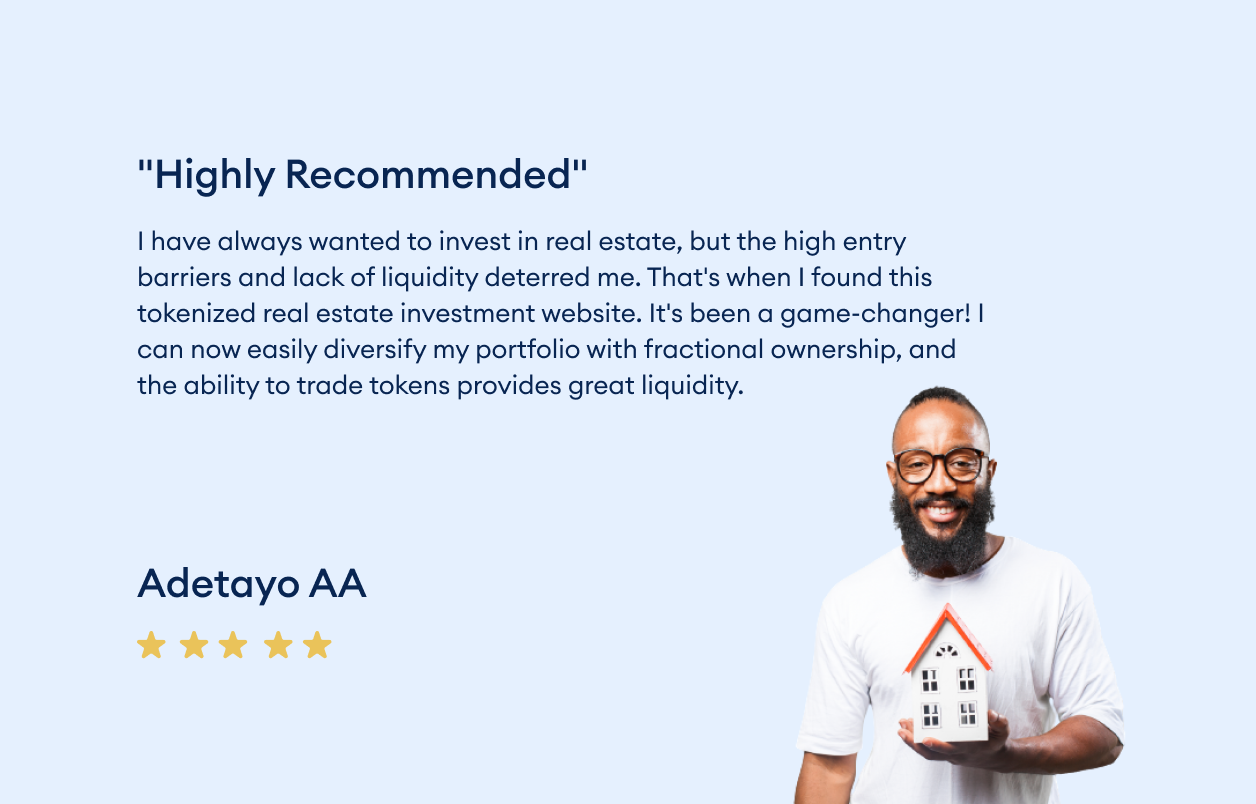 "Highly Recommended"
I have always wanted to invest in real estate, but the high entry
barriers and lack of liquidity deterred me. That's when I found this
tokenized real estate investment website. It's been a game-changer! I
can now easily diversify my portfolio with fractional ownership, and
the ability to trade tokens provides great liquidity.
Adetayo AA